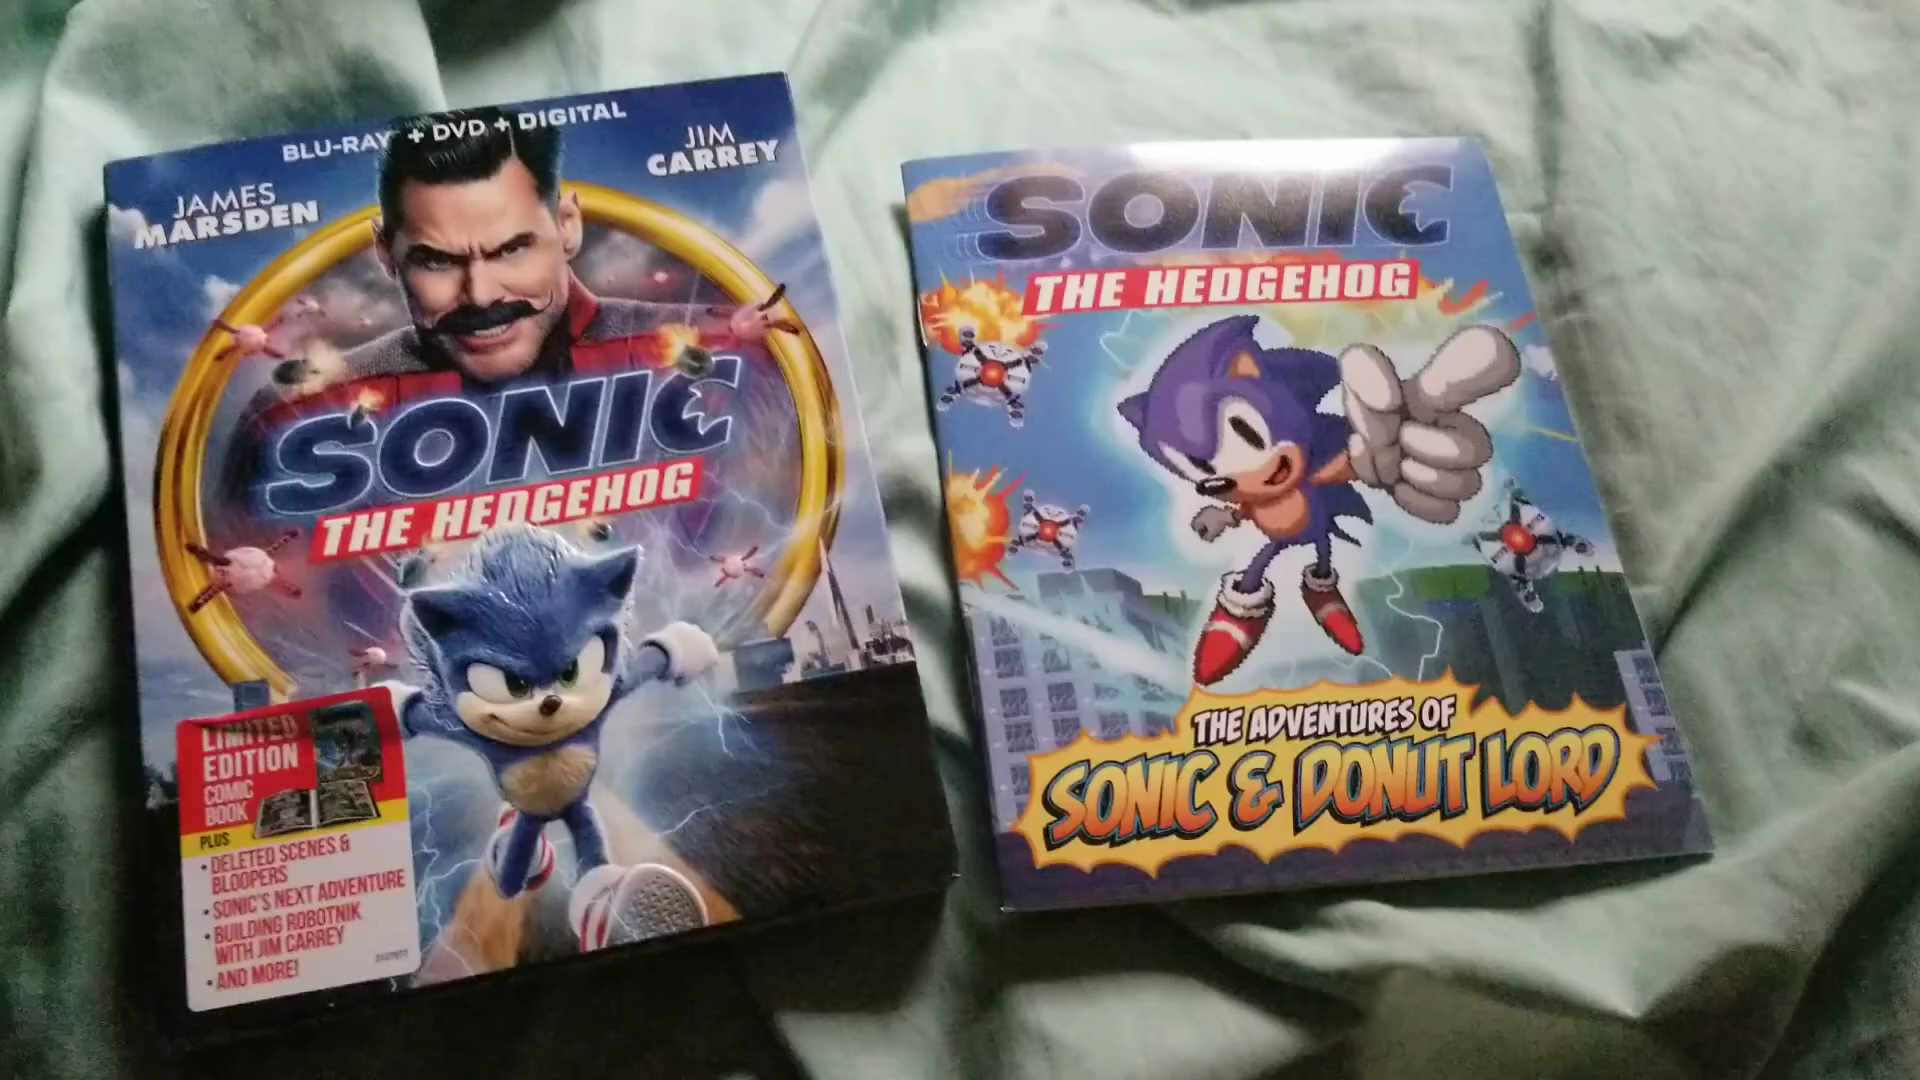 BLU-RAY + DVD + DIGITAL
JAMES
MARSDEN
JIM
CARREY
SONIC
THE HEDGEHOG
LIMITED
EDITION
COMIC
BOOK
PLUS
• DELETED SCENES &
BLOOPERS
• SONIC'S NEXT ADVENTURE
• BUILDING ROBOTNIK
WITH JIM CARREY
• AND MORE!
SONIC
THE HEDGEHOG
THE ADVENTURES OF
SONIC & DONUT LORD